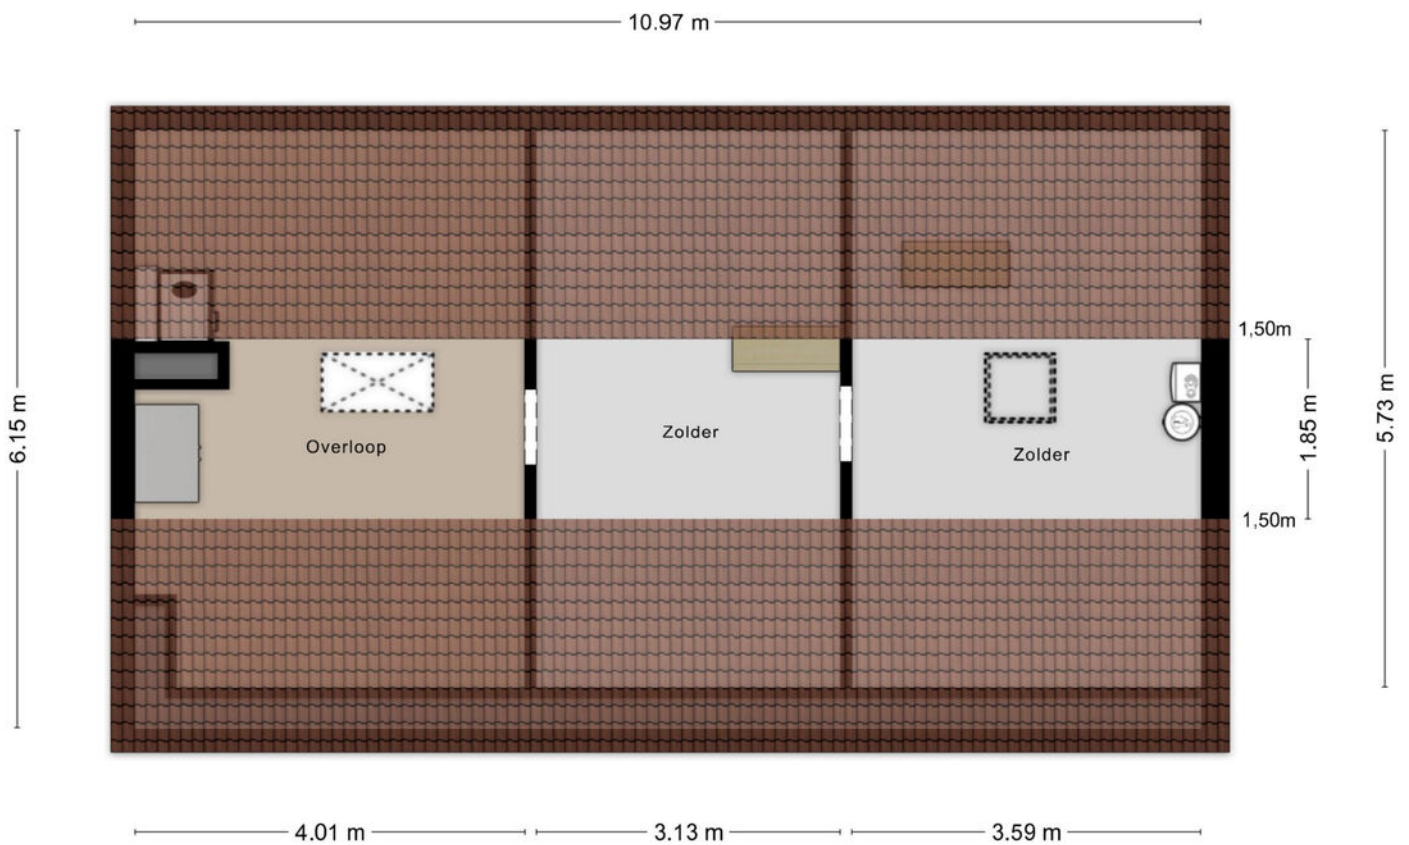 10.97 m
1,50m
6.15 m
1.85 m
5.73 m
Overloop
Zolder
Zolder
1,50m
4.01 m
3.13 m
3.59 m